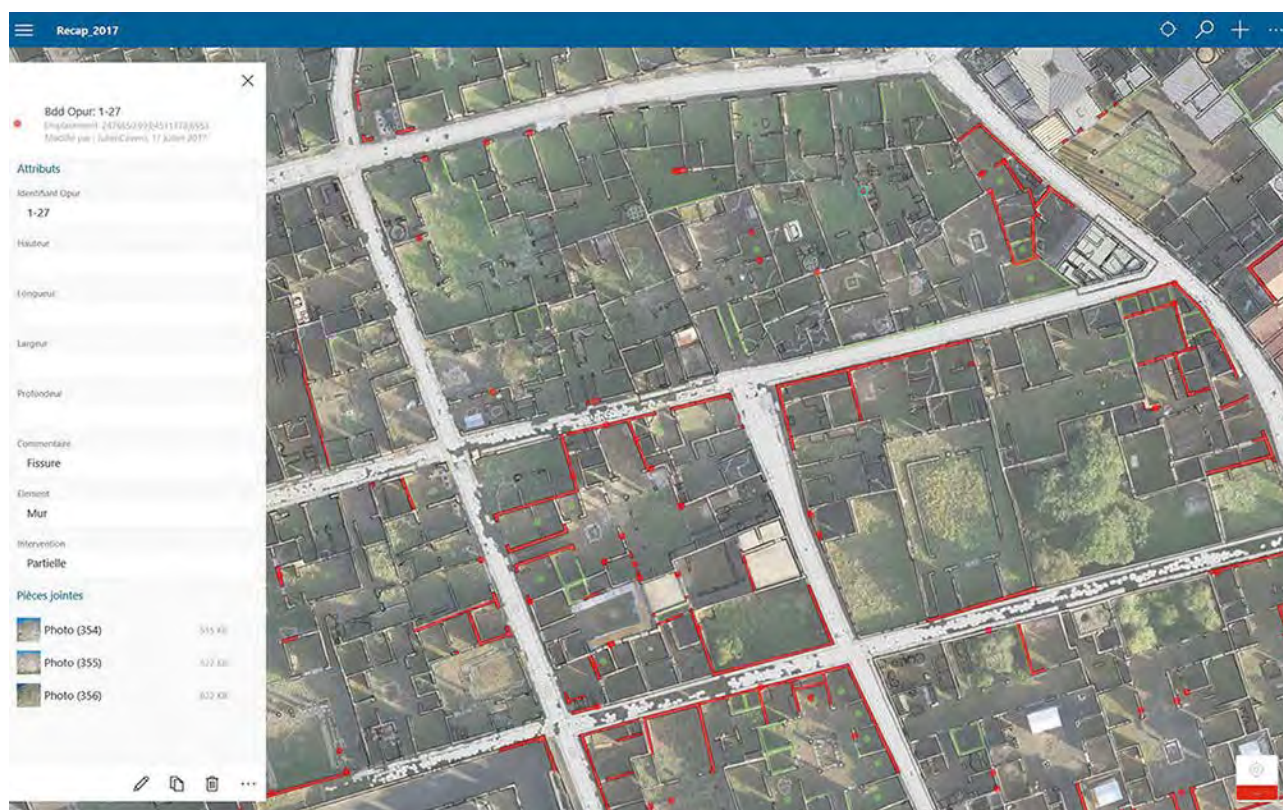 Recap_2017
Bdd Opur: 1-27
Attributs
Identifiant Opur
1-27
Hauteur
Longueur
Largeur
Profondeur
Commentaire
Fissure
Element
Mur
Intervention
Partielle
Pièces jointes
Photo (354)
Photo (355)
Photo (356)